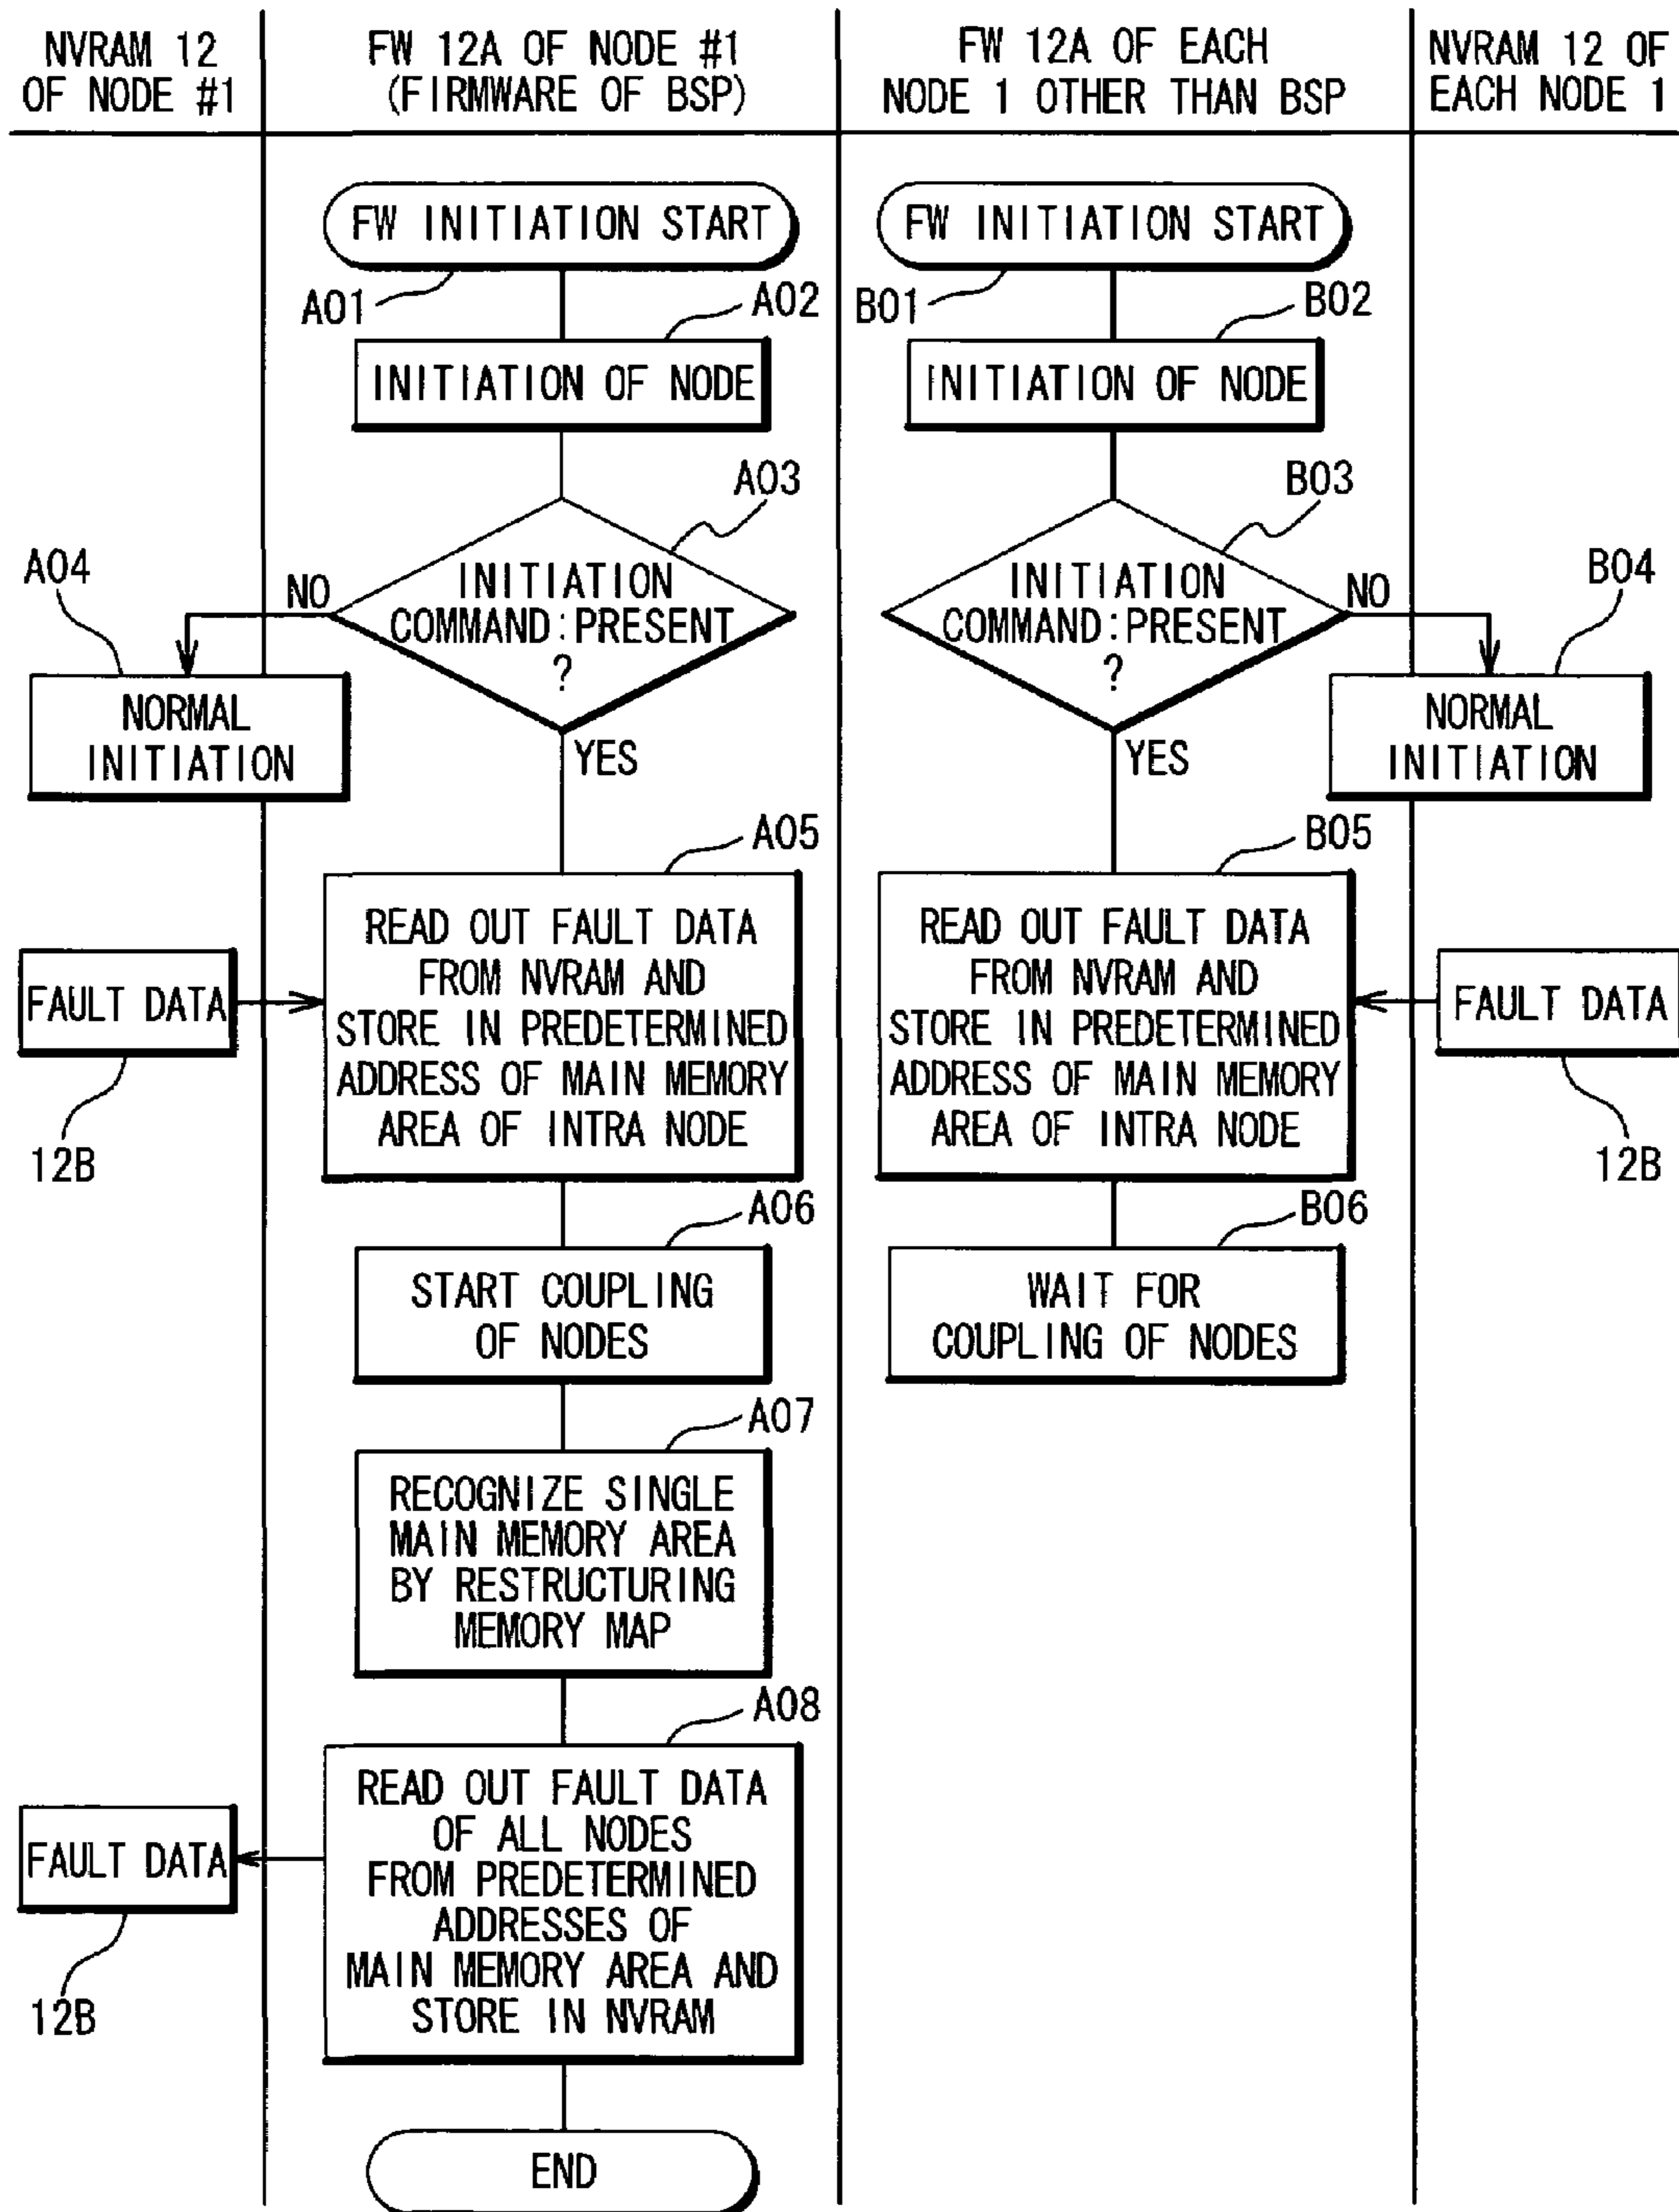 NVRAM 12
OF NODE #1
FW 12A OF NODE #1
(FIRMWARE OF BSP)
FW 12A OF EACH
NODE 1 OTHER THAN BSP
NVRAM 12 OF
EACH NODE 1
FW INITIATION START
FW INITIATION START
A01
A02
B01
B02
INITIATION OF NODE
INITIATION OF NODE
A03
B03
A04
NO
INITIATION
COMMAND:PRESENT
?
INITIATION
COMMAND:PRESENT
?
NO
B04
NORMAL
INITIATION
YES
YES
NORMAL
INITIATION
A05
B05
FAULT DATA
12B
READ OUT FAULT DATA
FROM NVRAM AND
STORE IN PREDETERMINED
ADDRESS OF MAIN MEMORY
AREA OF INTRA NODE
READ OUT FAULT DATA
FROM NVRAM AND
STORE IN PREDETERMINED
ADDRESS OF MAIN MEMORY
AREA OF INTRA NODE
FAULT DATA
12B
A06
B06
START COUPLING
OF NODES
WAIT FOR
COUPLING OF NODES
A07
RECOGNIZE SINGLE
MAIN MEMORY AREA
BY RESTRUCTURING
MEMORY MAP
A08
FAULT DATA
12B
READ OUT FAULT DATA
OF ALL NODES
FROM PREDETERMINED
ADDRESSES OF
MAIN MEMORY AREA AND
STORE IN NVRAM
END